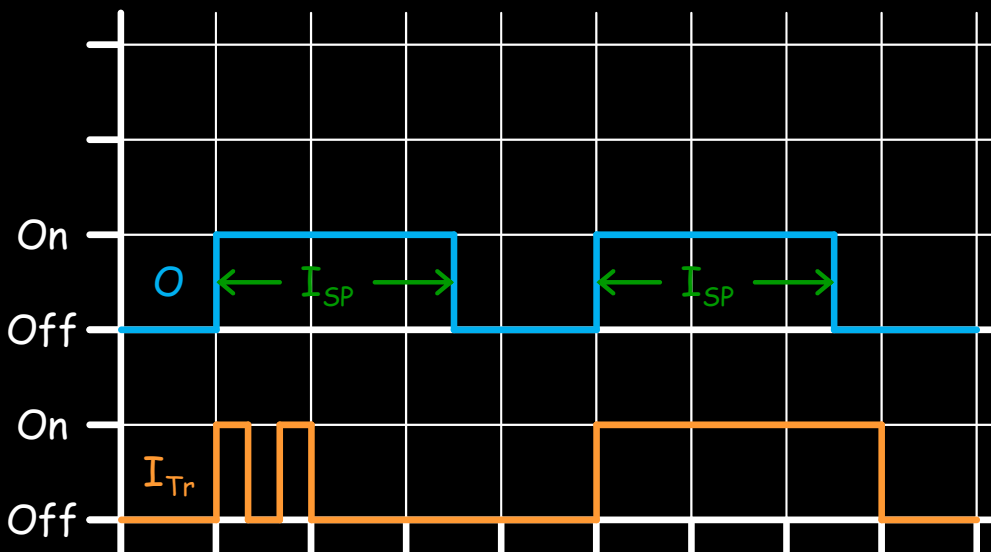 On
O I_SP I_SP
Off
On
I_Tr
Off